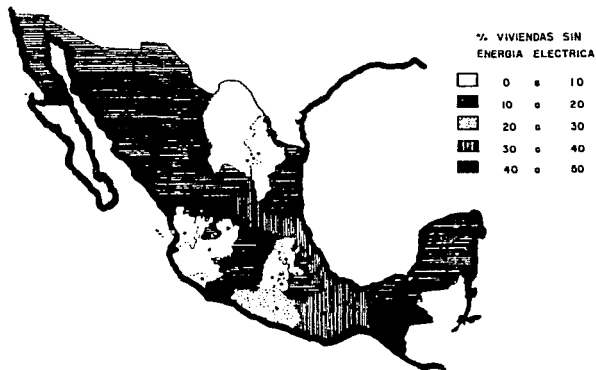 % VIVIENDAS SIN
ENERGIA ELECTRICA
0 a 10
10 a 20
20 a 30
30 a 40
40 a 50